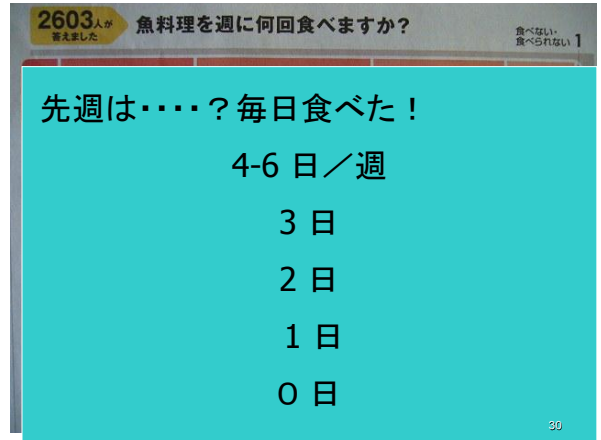 2603人が
答えました
魚料理を週に何回食べますか？
食べない・
食べられない 1
先週は・・・・？毎日食べた！
4-6 日／週
3 日
2 日
1 日
0 日
30